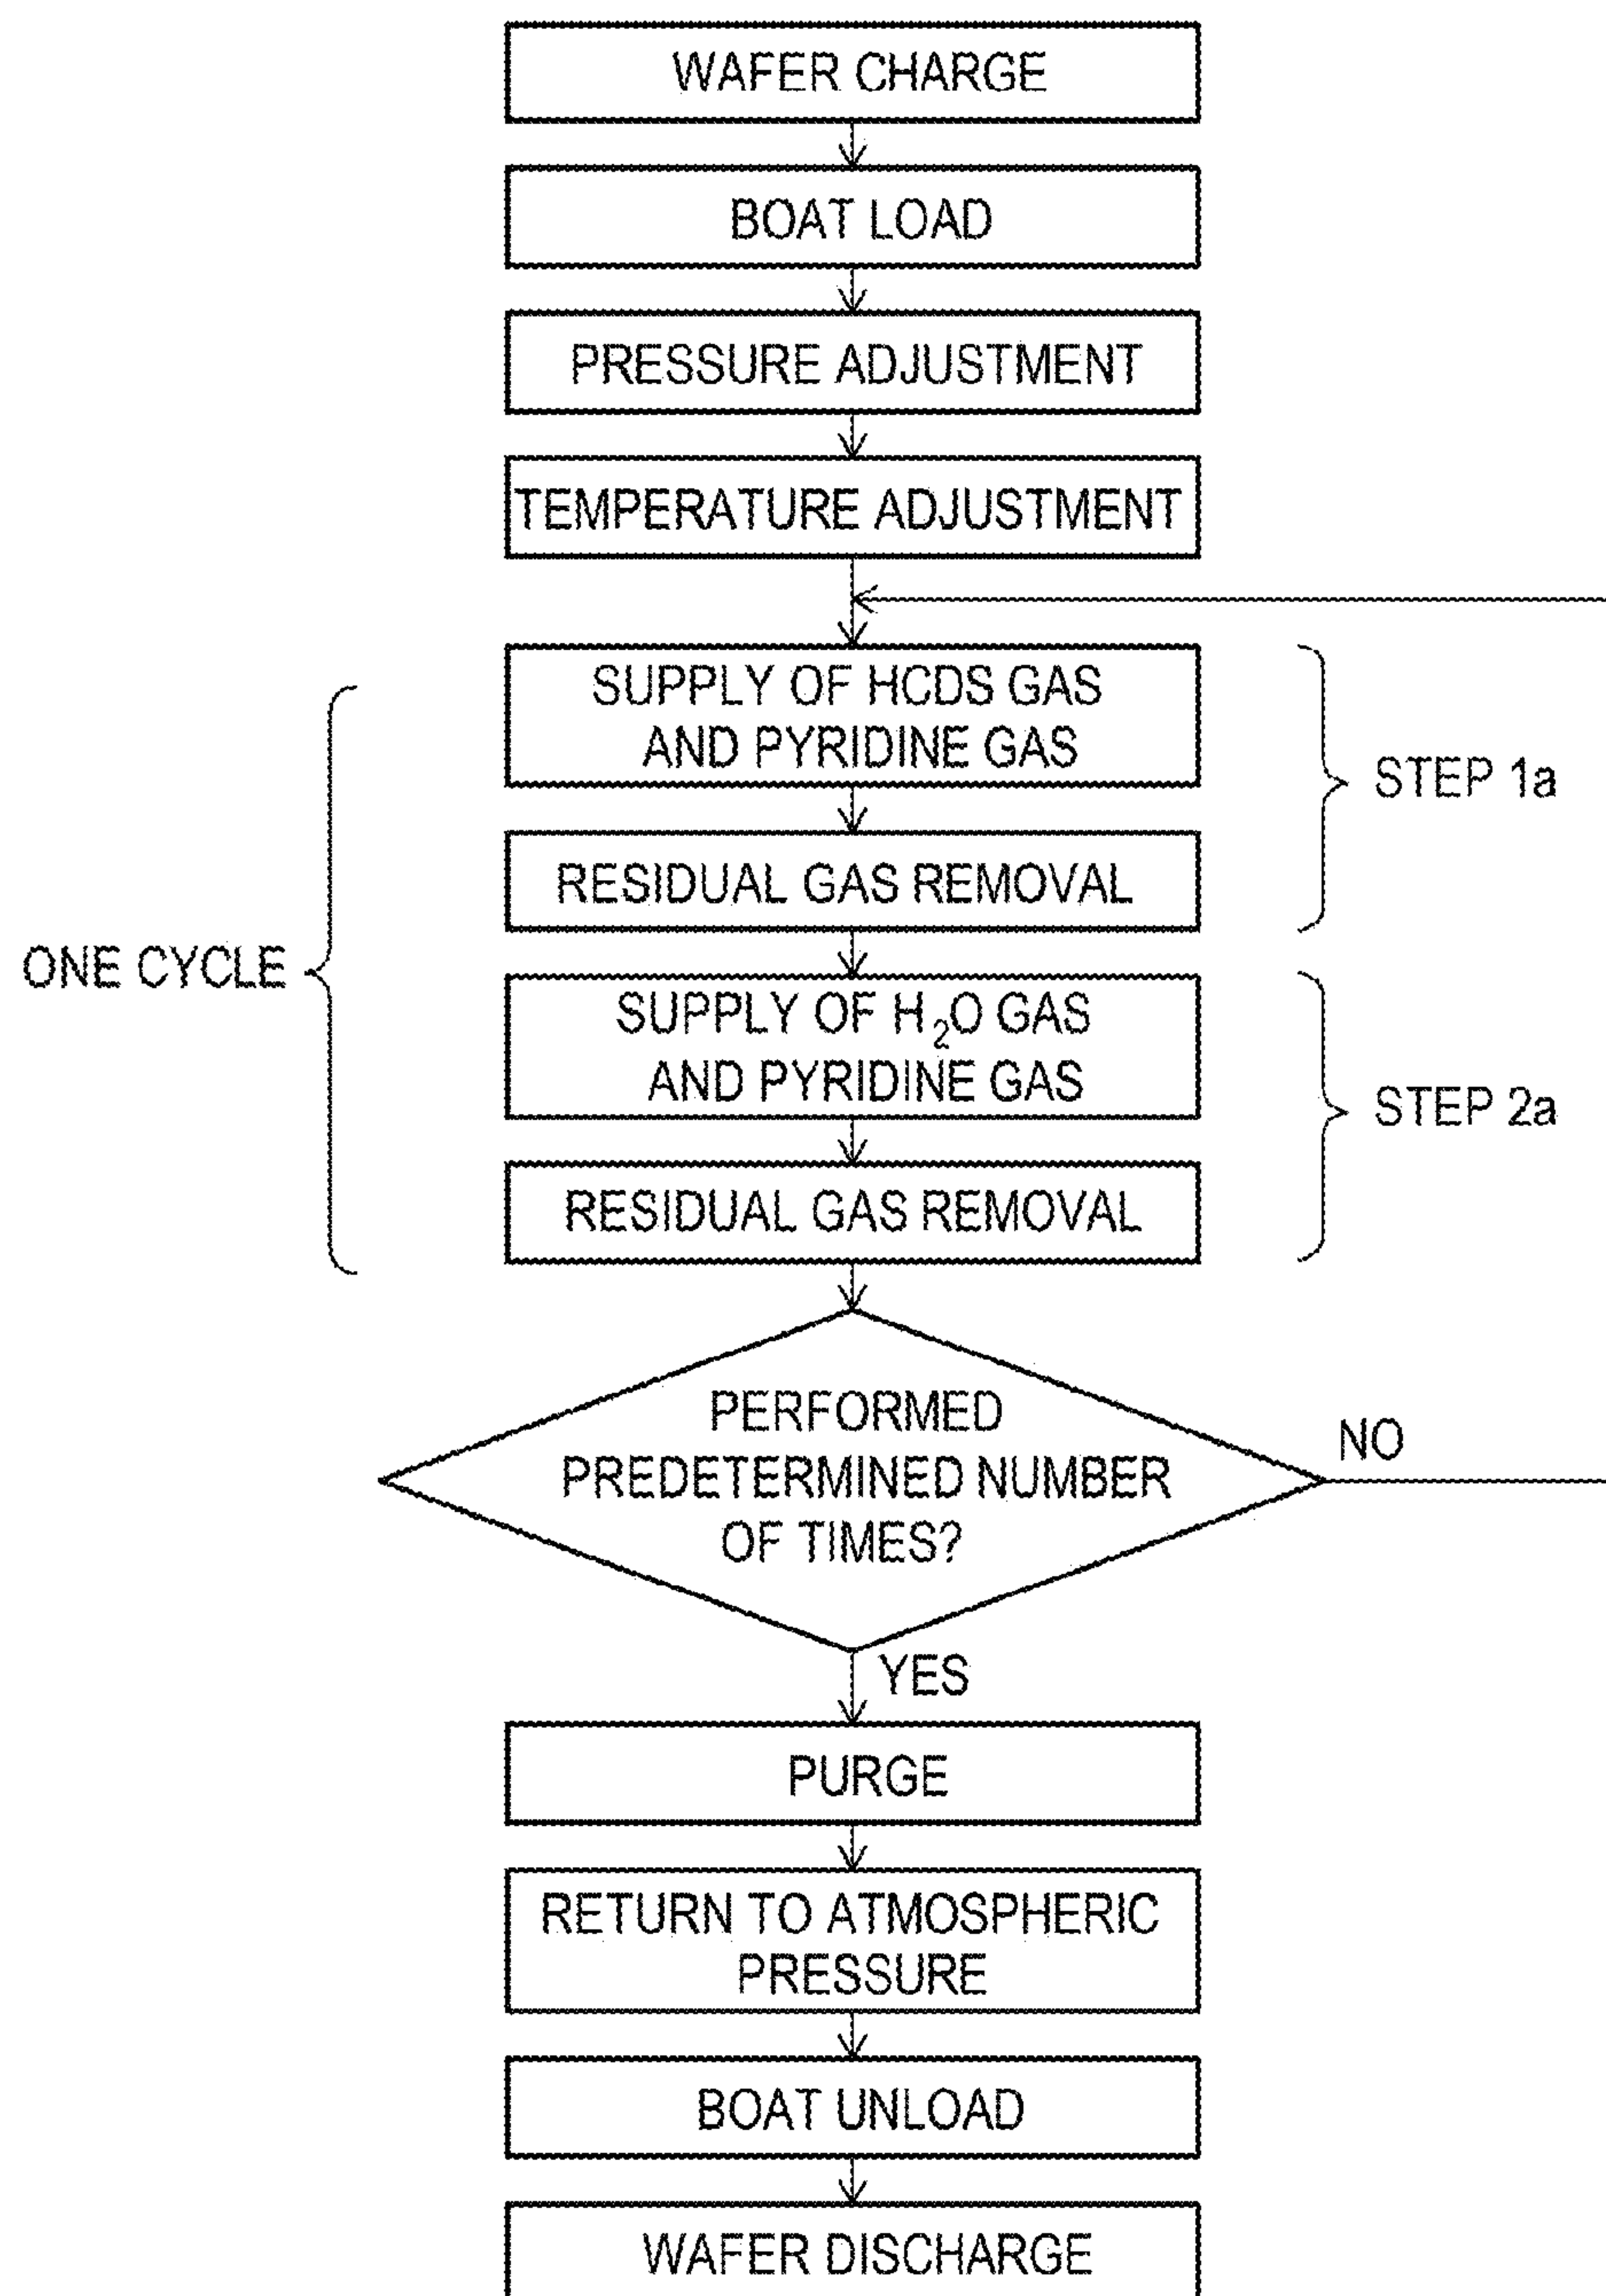 WAFER CHARGE
BOAT LOAD
PRESSURE ADJUSTMENT
TEMPERATURE ADJUSTMENT
SUPPLY OF HCDS GAS
AND PYRIDINE GAS
STEP 1a
RESIDUAL GAS REMOVAL
ONE CYCLE
SUPPLY OF H₂O GAS
AND PYRIDINE GAS
STEP 2a
RESIDUAL GAS REMOVAL
PERFORMED
PREDETERMINED NUMBER
OF TIMES?
NO
YES
PURGE
RETURN TO ATMOSPHERIC
PRESSURE
BOAT UNLOAD
WAFER DISCHARGE